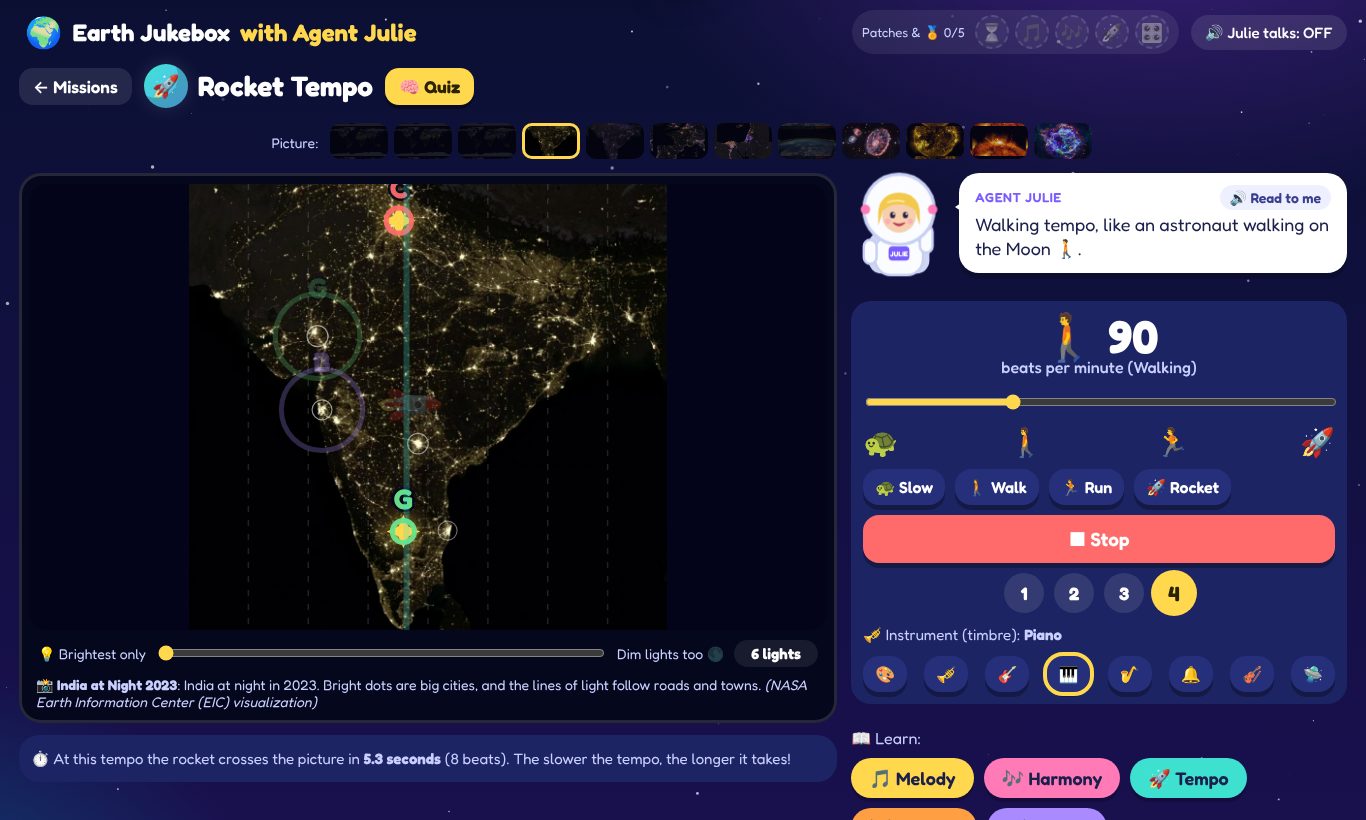 Earth Jukebox with Agent Julie
Patches & 🏅 0/5
🔊 Julie talks: OFF
← Missions
Rocket Tempo
🧠 Quiz
Picture:
C
G
B
G
💡 Brightest only
Dim lights too 🌑
6 lights
📸 India at Night 2023: India at night in 2023. Bright dots are big cities, and the lines of light follow roads and towns. (NASA
Earth Information Center (EIC) visualization)
⏱️ At this tempo the rocket crosses the picture in 5.3 seconds (8 beats). The slower the tempo, the longer it takes!
JULIE
AGENT JULIE
🔊 Read to me
Walking tempo, like an astronaut walking on
the Moon 🚶.
90
beats per minute (Walking)
🐢 Slow
🚶 Walk
🏃 Run
🚀 Rocket
⏹ Stop
1
2
3
4
🎺 Instrument (timbre): Piano
📖 Learn:
🎵 Melody
🎶 Harmony
🚀 Tempo